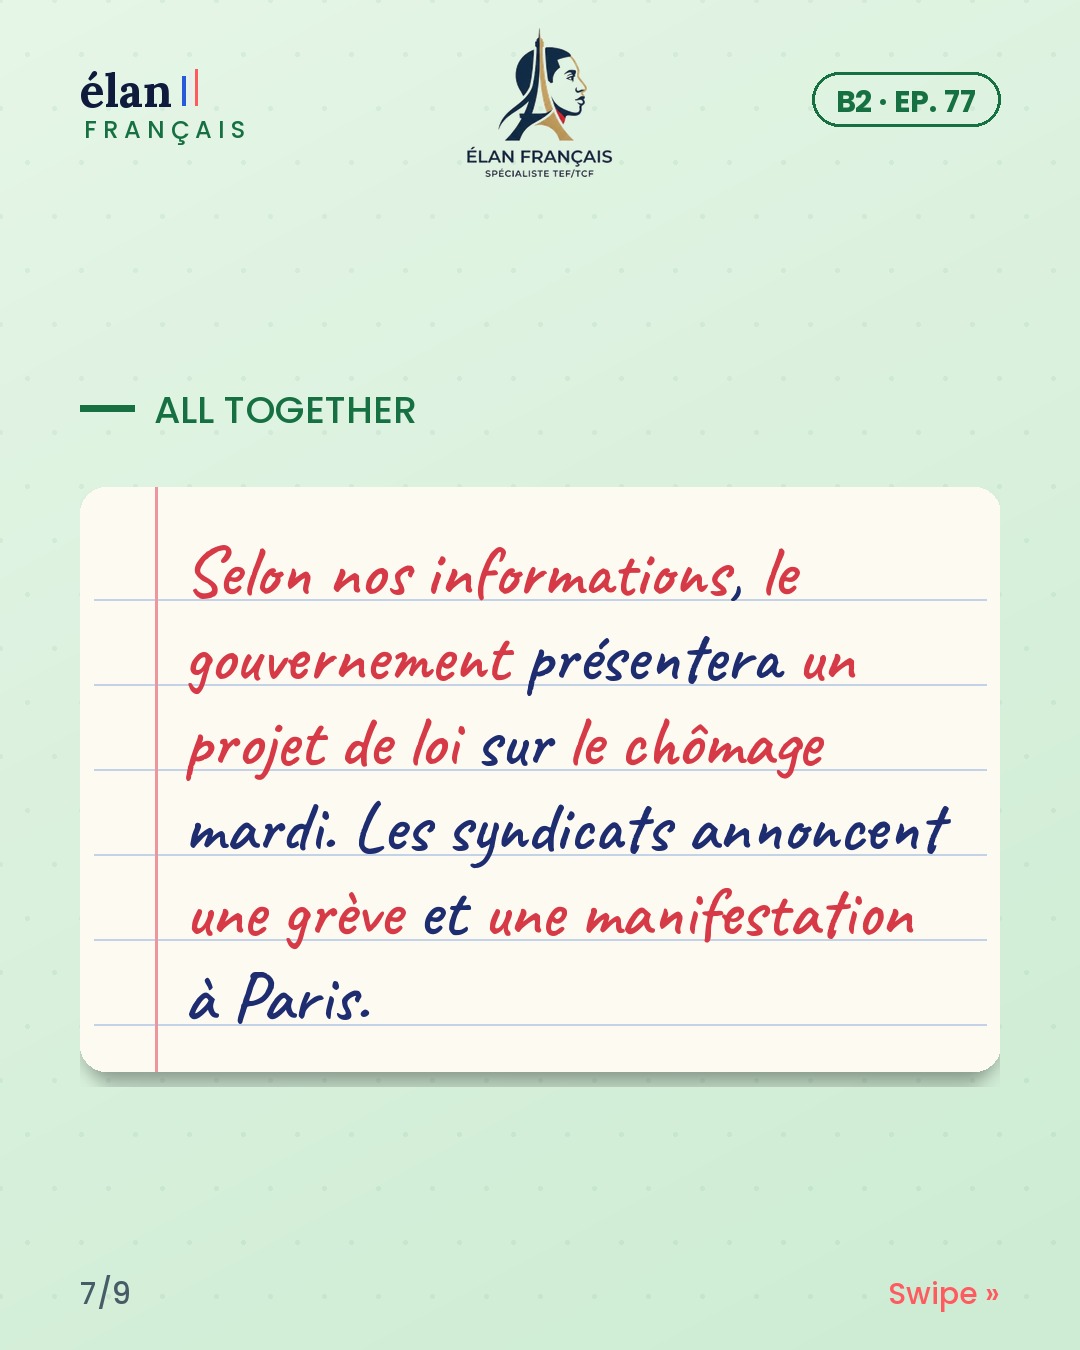 élan
FRANÇAIS
ÉLAN FRANÇAIS
SPÉCIALISTE TEF/TCF
B2 · EP. 77
ALL TOGETHER
Selon nos informations, le
gouvernement présentera un
projet de loi sur le chômage
mardi. Les syndicats annoncent
une grève et une manifestation
à Paris.
7/9
Swipe »